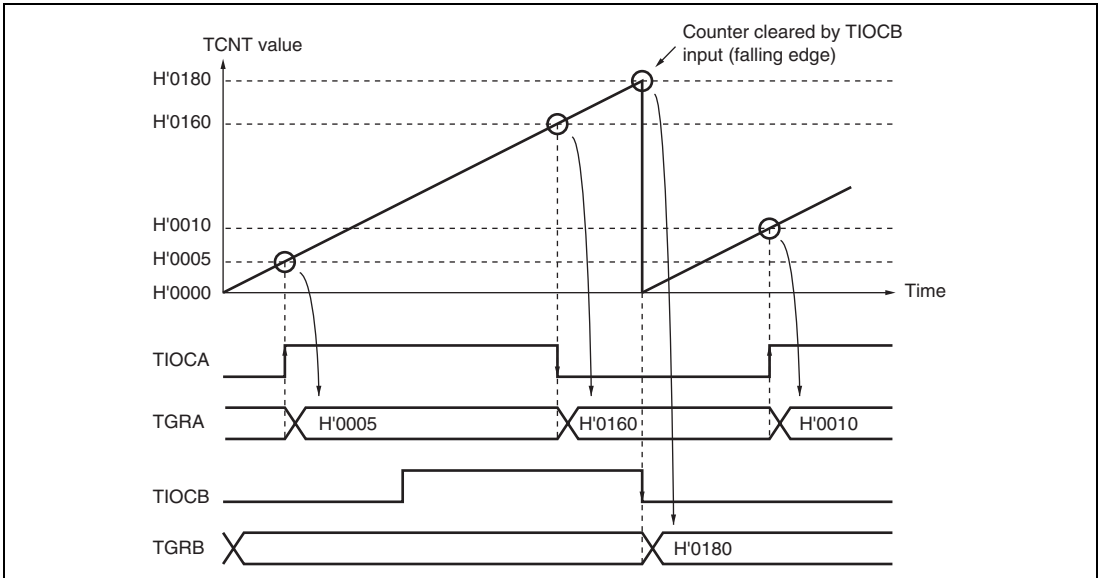 TCNT value
Counter cleared by TIOCB
input (falling edge)
H'0180
H'0160
H'0010
H'0005
H'0000
Time
TIOCA
TGRA
H'0005
H'0160
H'0010
TIOCB
TGRB
H'0180